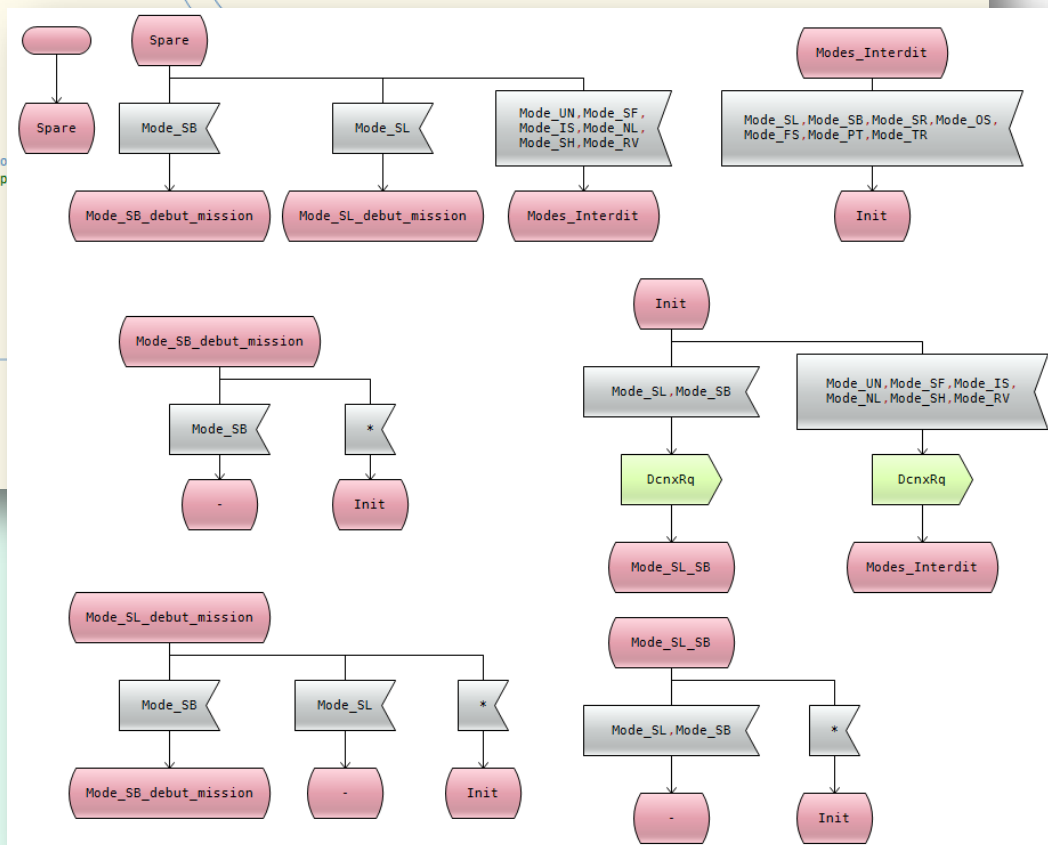 Spare
Spare
Mode_SB
Mode_SL
Mode_UN,Mode_SF,
Mode_IS,Mode_NL,
Mode_SH,Mode_RV
Mode_SB_debut_mission
Mode_SL_debut_mission
Modes_Interdit
Modes_Interdit
Mode_SL,Mode_SB,Mode_SR,Mode_OS,
Mode_FS,Mode_PT,Mode_TR
Init
o
p
Mode_SB_debut_mission
Mode_SB
*
-
Init
Init
Mode_SL,Mode_SB
Mode_UN,Mode_SF,Mode_IS,
Mode_NL,Mode_SH,Mode_RV
DcnxRq
DcnxRq
Mode_SL_SB
Modes_Interdit
Mode_SL_debut_mission
Mode_SB
Mode_SL
*
Mode_SB_debut_mission
-
Init
Mode_SL_SB
Mode_SL,Mode_SB
*
-
Init